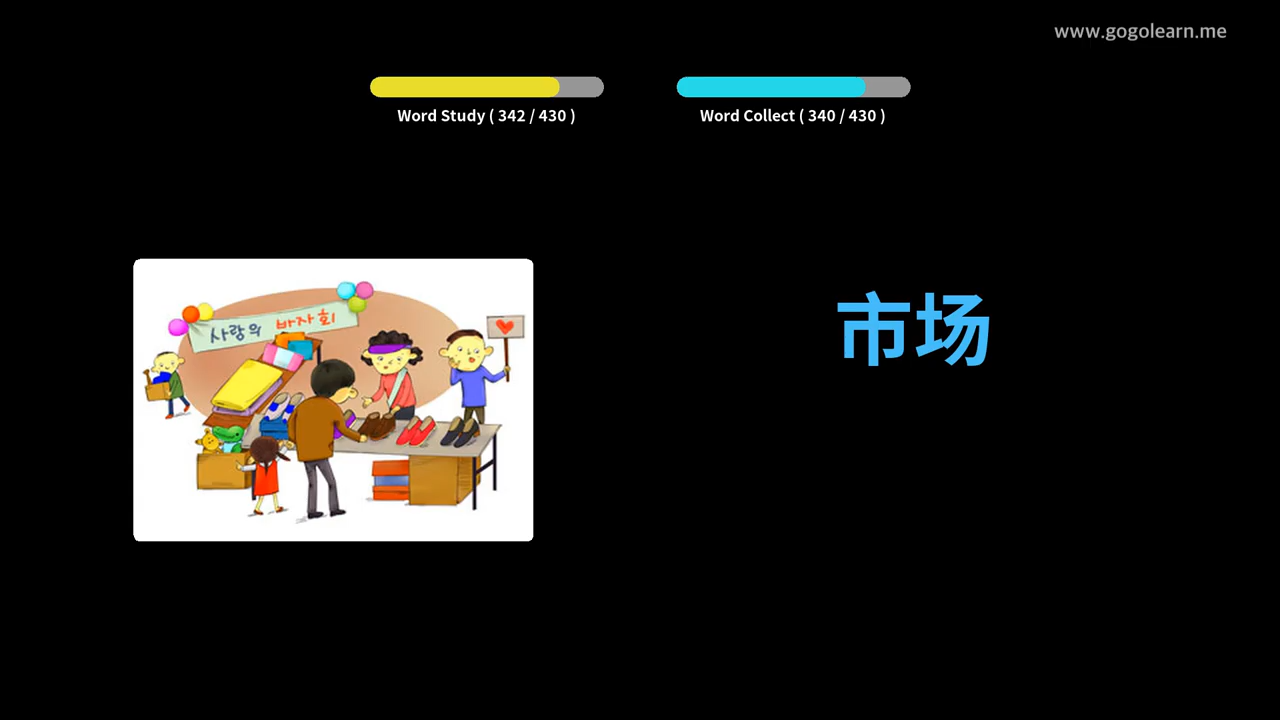 www.gogolearn.me
Word Study ( 342 / 430 )
Word Collect ( 340 / 430 )
사랑의 바자회
市场